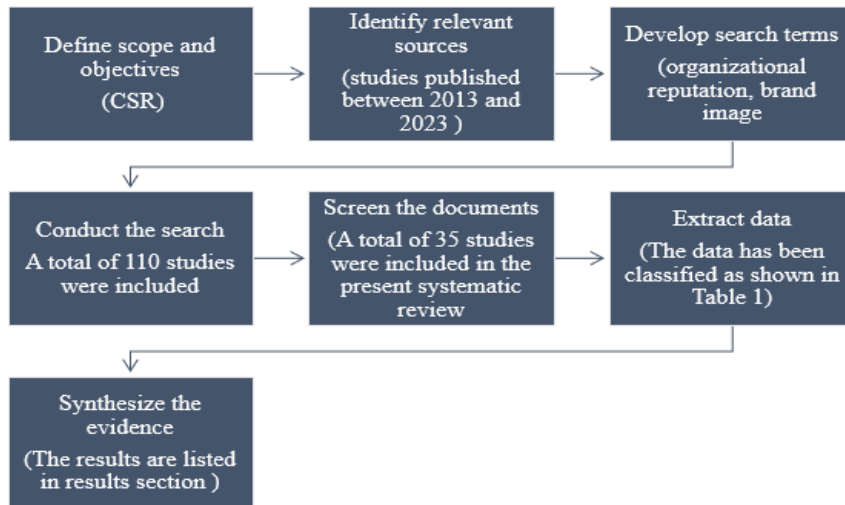 Define scope and
objectives
(CSR)
Identify relevant
sources
(studies published
between 2013 and
2023 )
Develop search terms
(organizational
reputation, brand
image
Conduct the search
A total of 110 studies
were included
Screen the documents
(A total of 35 studies
were included in the
present systematic
review
Extract data
(The data has been
classified as shown in
Table 1)
Synthesize the
evidence
(The results are listed
in results section )